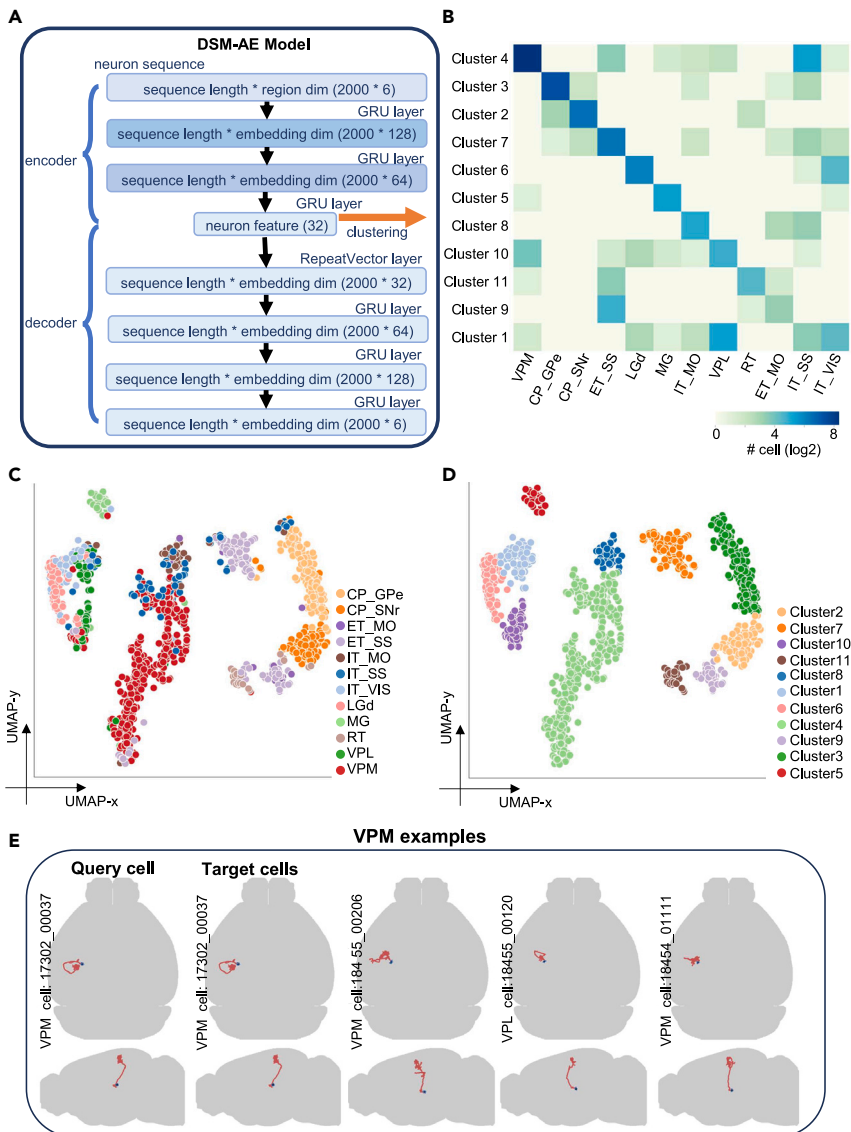 A
DSM-AE Model
neuron sequence
sequence length * region dim (2000 * 6)
GRU layer
sequence length * embedding dim (2000 * 128)
GRU layer
encoder
sequence length * embedding dim (2000 * 64)
GRU layer
neuron feature (32)
clustering
RepeatVector layer
sequence length * embedding dim (2000 * 32)
GRU layer
decoder
sequence length * embedding dim (2000 * 64)
GRU layer
sequence length * embedding dim (2000 * 128)
GRU layer
sequence length * embedding dim (2000 * 6)
B
Cluster 4
Cluster 3
Cluster 2
Cluster 7
Cluster 6
Cluster 5
Cluster 8
Cluster 10
Cluster 11
Cluster 9
Cluster 1
VPM
CP_GPe
CP_SNr
ET_SS
LGd
MG
IT_MO
VPL
RT
ET_MO
IT_SS
IT_VIS
0 4 8
# cell (log2)
C
CP_GPe
CP_SNr
ET_MO
ET_SS
IT_MO
IT_SS
IT_VIS
LGd
MG
RT
VPL
VPM
UMAP-y
UMAP-x
D
Cluster2
Cluster7
Cluster10
Cluster11
Cluster8
Cluster1
Cluster6
Cluster4
Cluster9
Cluster3
Cluster5
UMAP-y
UMAP-x
E
VPM examples
Query cell
Target cells
VPM cell: 17302_00037
VPM cell: 17302_00037
VPM cell:184 55_00206
VPL cell:18455_00120
VPM cell:18454_01111